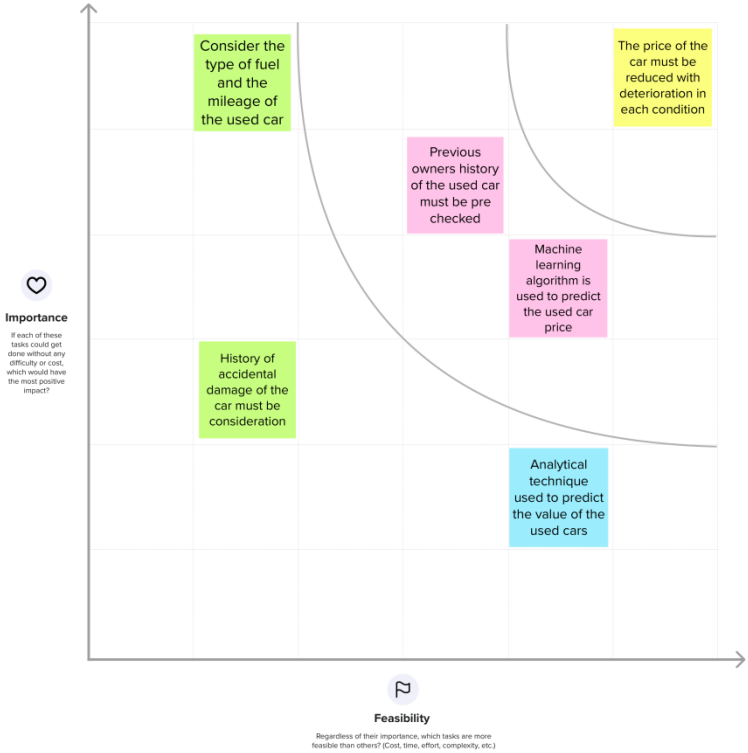 Consider the
type of fuel
and the
mileage of
the used car
The price of the
car must be
reduced with
deterioration in
each condition
Previous
owners history
of the used car
must be pre
checked
Machine
learning
algorithm is
used to predict
the used car
price
Importance
If each of these
tasks could get
done without any
difficulty or cost,
which would have
the most positive
impact?
History of
accidental
damage of the
car must be
consideration
Analytical
technique
used to predict
the value of the
used cars
Feasibility
Regardless of their importance, which tasks are more
feasible than others? (Cost, time, effort, complexity, etc.)